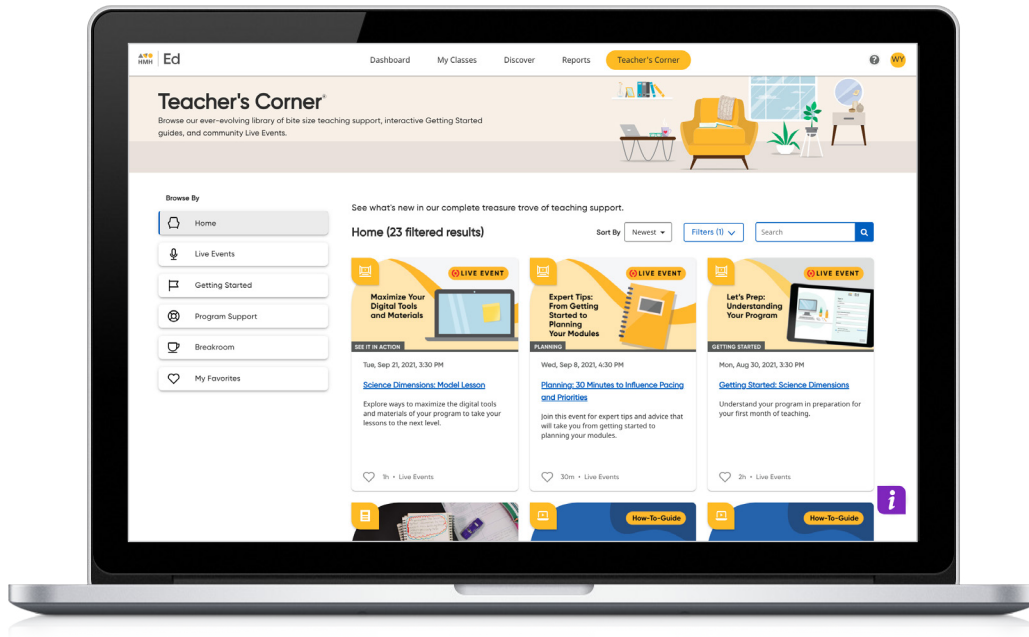 HMH Ed
Dashboard
My Classes
Discover
Reports
Teacher's Corner
?
WY
Teacher's Corner®
Browse our ever-evolving library of bite size teaching support, interactive Getting Started
guides, and community Live Events.
Browse By
Home
Live Events
Getting Started
Program Support
Breakroom
My Favorites
See what's new in our complete treasure trove of teaching support.
Home (23 filtered results)
Sort By
Newest
Filters (1)
Search
LIVE EVENT
Maximize Your
Digital Tools
and Materials
SEE IT IN ACTION
Tue, Sep 21, 2021, 3:30 PM
Science Dimensions: Model Lesson
Explore ways to maximize the digital tools
and materials of your program to take your
lessons to the next level.
1h • Live Events
LIVE EVENT
Expert Tips:
From Getting
Started to
Planning
Your Modules
PLANNING
Wed, Sep 8, 2021, 4:30 PM
Planning: 30 Minutes to Influence Pacing
and Priorities
Join this event for expert tips and advice that
will take you from getting started to
planning your modules.
30m • Live Events
LIVE EVENT
Let's Prep:
Understanding
Your Program
GETTING STARTED
Mon, Aug 30, 2021, 3:30 PM
Getting Started: Science Dimensions
Understand your program in preparation for
your first month of teaching.
2h • Live Events
i
How-To-Guide
How-To-Guide